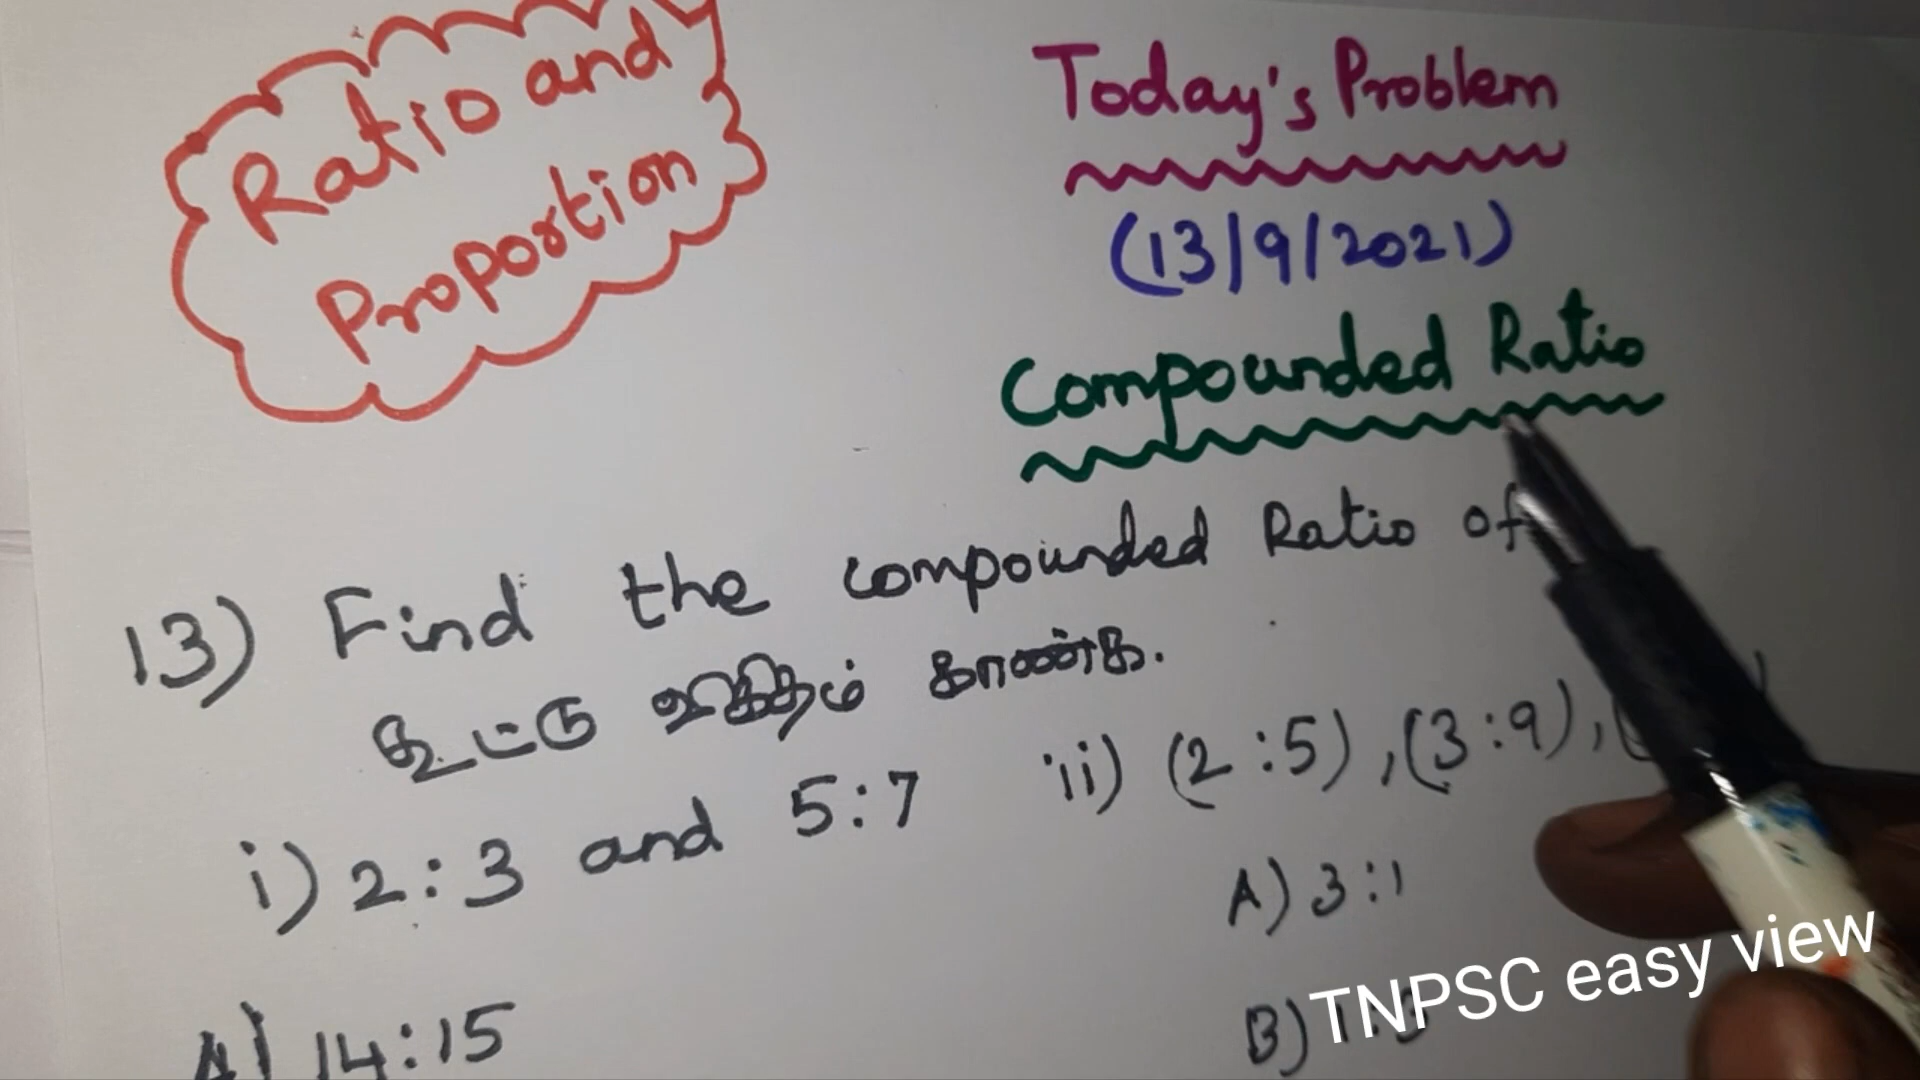 Ratio and
Proportion
Today's Problem
(13/9/2021)
Compounded Ratio
13) Find the compounded Ratio of
கூட்டு விகிதம் காண்க.
i) 2:3 and 5:7
ii) (2:5), (3:9), (
A) 3:1
A) 14:15
B)
TNPSC easy view